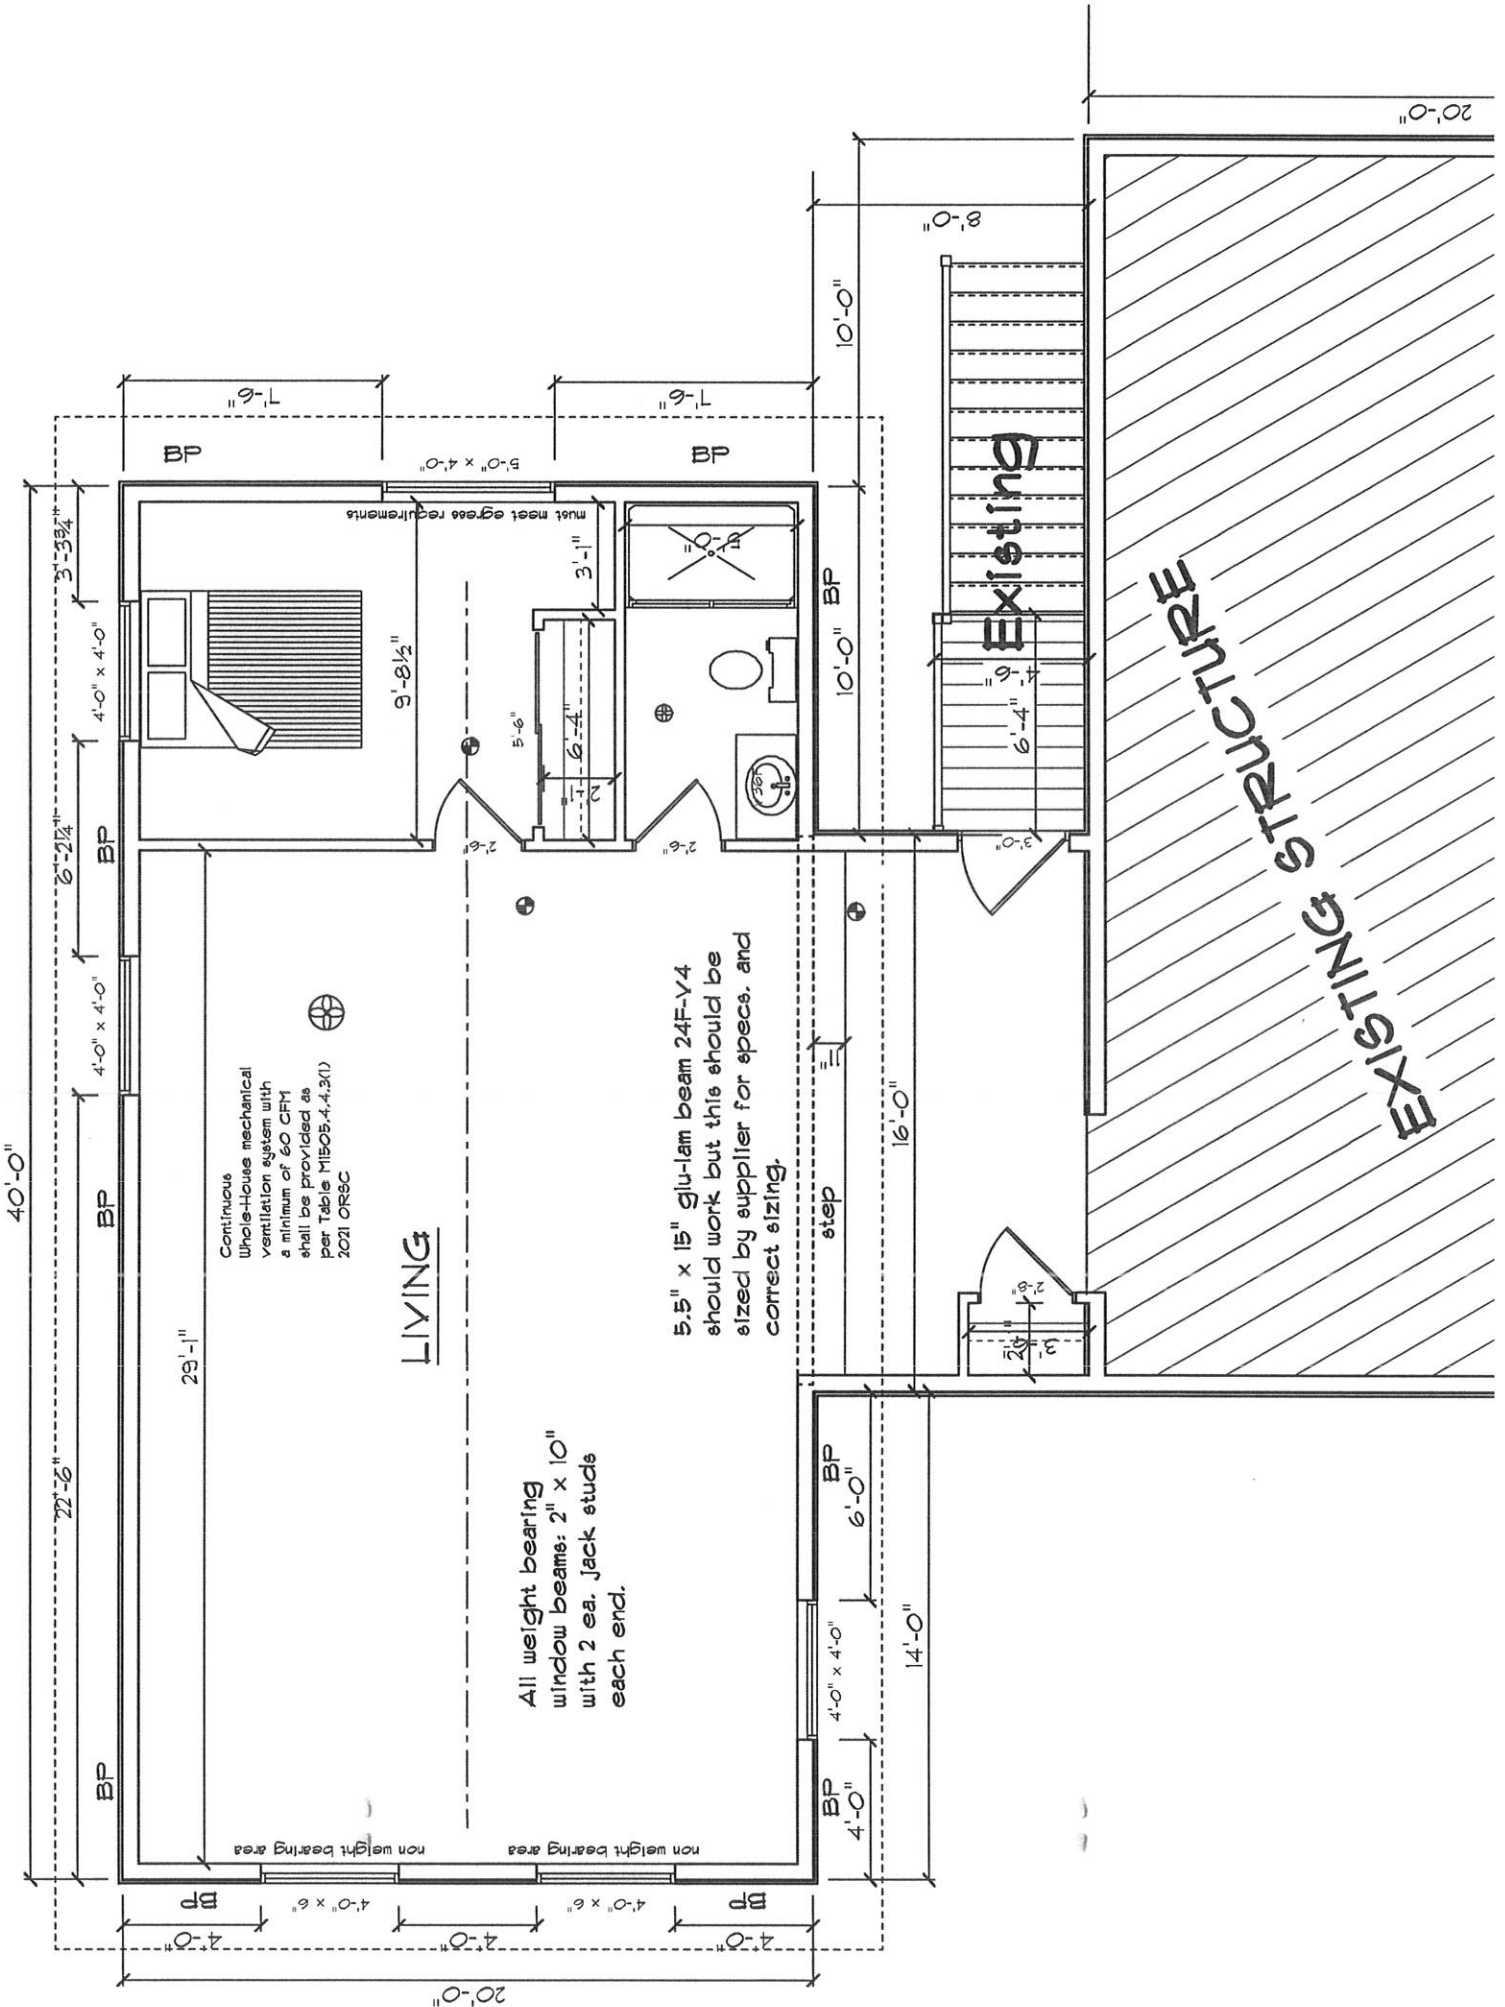 40'-0"
22'-6"
6'-2¼"
3'-3¾"
BP
BP
BP
4'-0" x 4'-0"
4'-0" x 4'-0"
29'-1"
Continuous
Whole-House mechanical
ventilation system with
a minimum of 60 CFM
shall be provided as
per Table M1505.4.4.3(1)
2021 ORSC
LIVING
All weight bearing
window beams: 2" x 10"
with 2 ea. jack studs
each end.
5.5" x 15" glu-lam beam 24F-V4
should work but this should be
sized by supplier for specs. and
correct sizing.
9'-8½"
5'-6"
6'-4"
3'-1"
2'-6"
2'-6"
36"
5'-0"
must meet egress requirements
5'-0" x 4'-0"
BP
BP
7'-6"
7'-6"
non weight bearing area
non weight bearing area
4'-0" x 6"
4'-0" x 6"
BP
BP
4'-0"
4'-0"
4'-0"
20'-0"
BP
4'-0"
4'-0" x 4'-0"
BP
6'-0"
14'-0"
step
11"
16'-0"
BP
10'-0"
10'-0"
8'-0"
20'-0"
Existing
6'-4"
4'-6"
3'-0"
2'-8"
EXISTING STRUCTURE